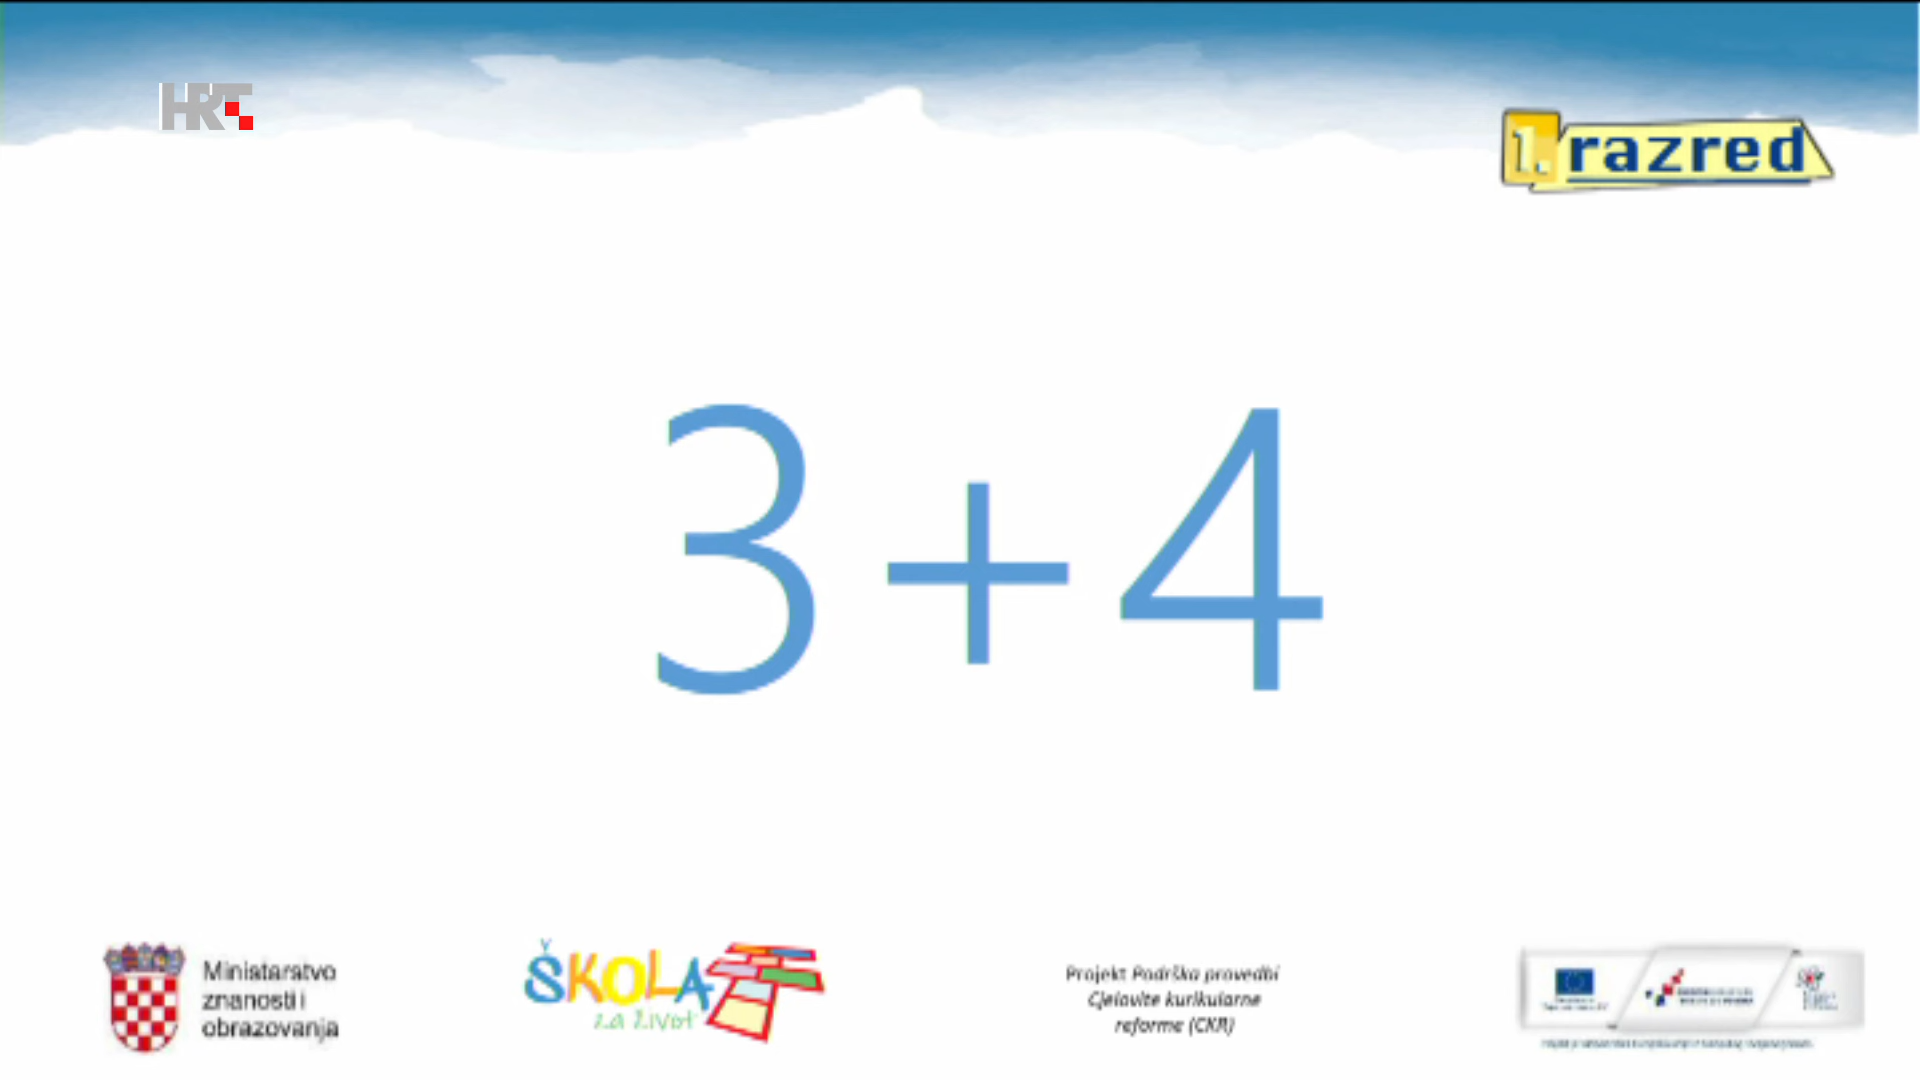 HRT
1. razred
3+4
Ministarstvo
znanosti i
obrazovanja
ŠKOLA
za život
Projekt Podrška provedbi
Cjelovite kurikularne
reforme (CKR)